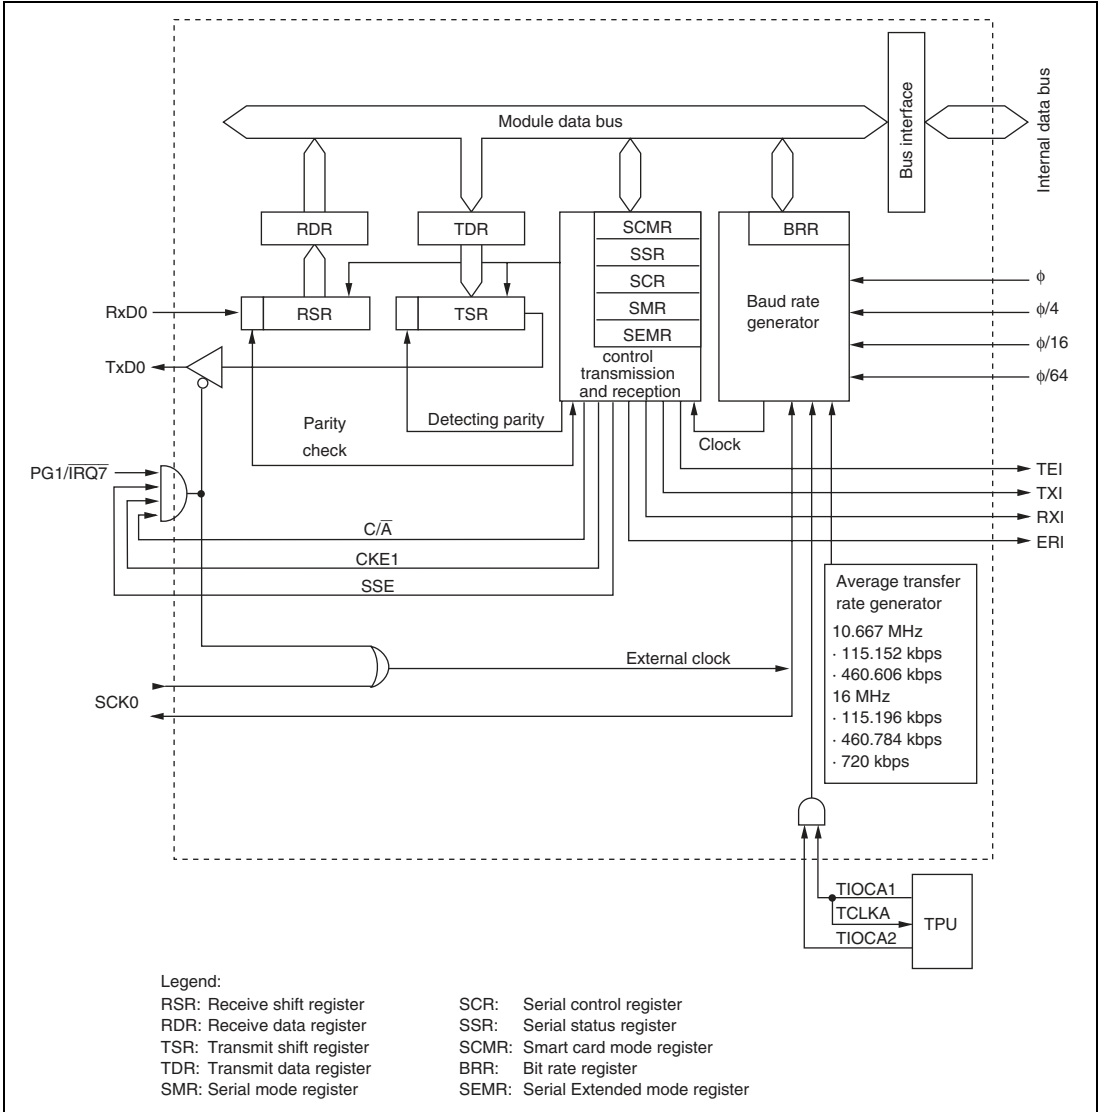 Module data bus
Bus interface
Internal data bus
RDR
TDR
SCMR
SSR
SCR
SMR
SEMR
control
transmission
and reception
BRR
Baud rate
generator
RxD0
RSR
TSR
TxD0
ϕ
ϕ/4
ϕ/16
ϕ/64
Parity
check
Detecting parity
Clock
PG1/I̅R̅Q̅7̅
TEI
TXI
RXI
ERI
C/A̅
CKE1
SSE
Average transfer
rate generator
10.667 MHz
· 115.152 kbps
· 460.606 kbps
16 MHz
· 115.196 kbps
· 460.784 kbps
· 720 kbps
External clock
SCK0
TIOCA1
TCLKA
TIOCA2
TPU
Legend:
RSR: Receive shift register
RDR: Receive data register
TSR: Transmit shift register
TDR: Transmit data register
SMR: Serial mode register
SCR: Serial control register
SSR: Serial status register
SCMR: Smart card mode register
BRR: Bit rate register
SEMR: Serial Extended mode register